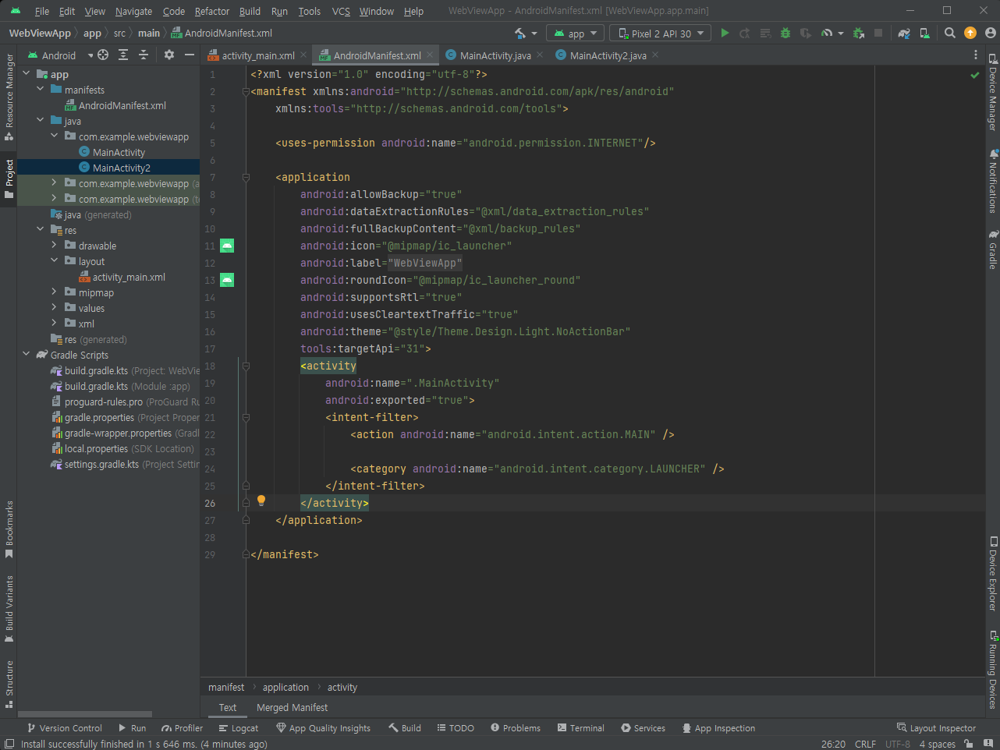 File Edit View Navigate Code Refactor Build Run Tools VCS Window Help WebViewApp - AndroidManifest.xml [WebViewApp.app.main]
WebViewApp app src main AndroidManifest.xml app Pixel 2 API 30
Android
activity_main.xml AndroidManifest.xml MainActivity.java MainActivity2.java
Resource Manager
Project
Bookmarks
Build Variants
Structure
app
manifests
AndroidManifest.xml
java
com.example.webviewapp
MainActivity
MainActivity2
com.example.webviewapp (a
com.example.webviewapp (t
java (generated)
res
drawable
layout
activity_main.xml
mipmap
values
xml
res (generated)
Gradle Scripts
build.gradle.kts (Project: WebVie
build.gradle.kts (Module :app)
proguard-rules.pro (ProGuard Ru
gradle.properties (Project Proper
gradle-wrapper.properties (Gradl
local.properties (SDK Location)
settings.gradle.kts (Project Settin
1 <?xml version="1.0" encoding="utf-8"?>
2 <manifest xmlns:android="http://schemas.android.com/apk/res/android"
3 xmlns:tools="http://schemas.android.com/tools">
4
5 <uses-permission android:name="android.permission.INTERNET"/>
6
7 <application
8 android:allowBackup="true"
9 android:dataExtractionRules="@xml/data_extraction_rules"
10 android:fullBackupContent="@xml/backup_rules"
11 android:icon="@mipmap/ic_launcher"
12 android:label="WebViewApp"
13 android:roundIcon="@mipmap/ic_launcher_round"
14 android:supportsRtl="true"
15 android:usesCleartextTraffic="true"
16 android:theme="@style/Theme.Design.Light.NoActionBar"
17 tools:targetApi="31">
18 <activity
19 android:name=".MainActivity"
20 android:exported="true">
21 <intent-filter>
22 <action android:name="android.intent.action.MAIN" />
23
24 <category android:name="android.intent.category.LAUNCHER" />
25 </intent-filter>
26 </activity>
27 </application>
28
29 </manifest>
Device Manager
Notifications
Gradle
Device Explorer
Running Devices
manifest application activity
Text Merged Manifest
Version Control Run Profiler Logcat App Quality Insights Build TODO Problems Terminal Services App Inspection Layout Inspector
Install successfully finished in 1 s 646 ms. (4 minutes ago) 26:20 CRLF UTF-8 4 spaces